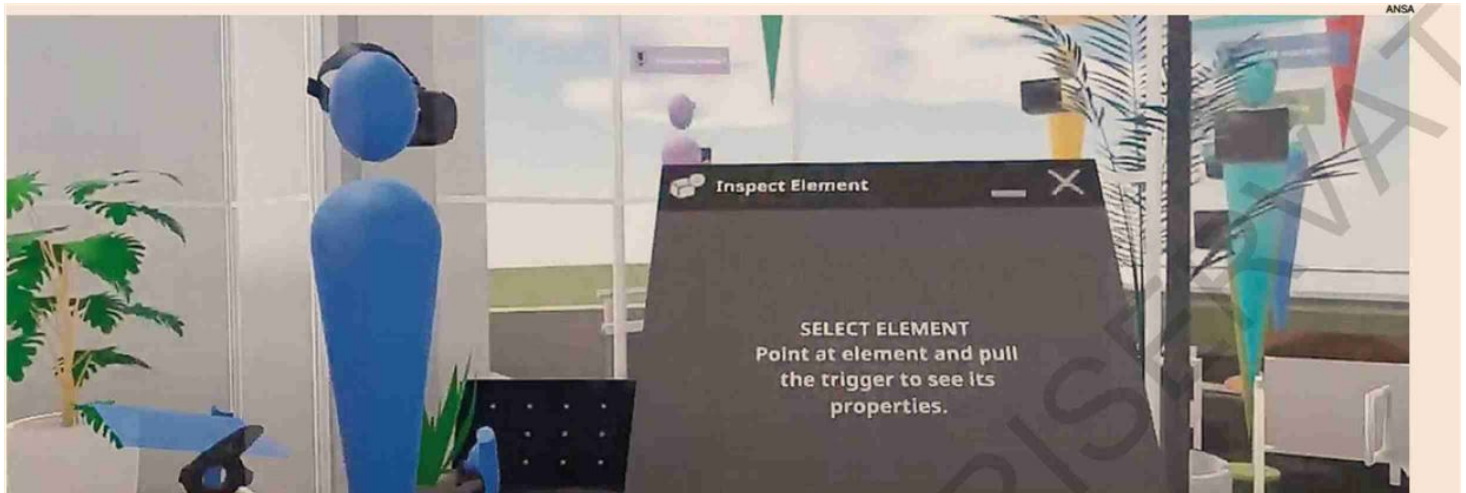 ANSA
Inspect Element
SELECT ELEMENT
Point at element and pull
the trigger to see its
properties.